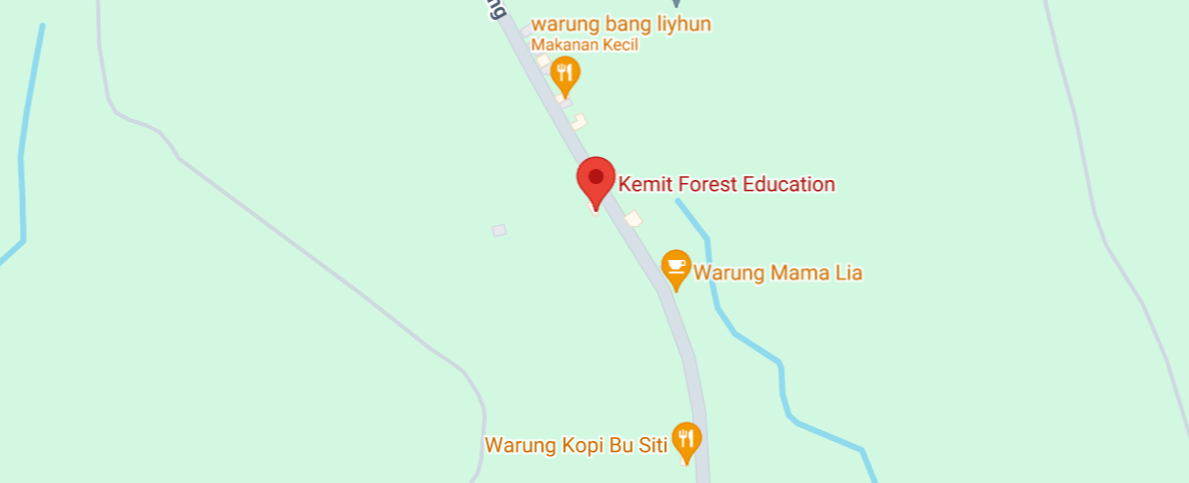 warung bang liyhun
Makanan Kecil
Kemit Forest Education
Warung Mama Lia
Warung Kopi Bu Siti